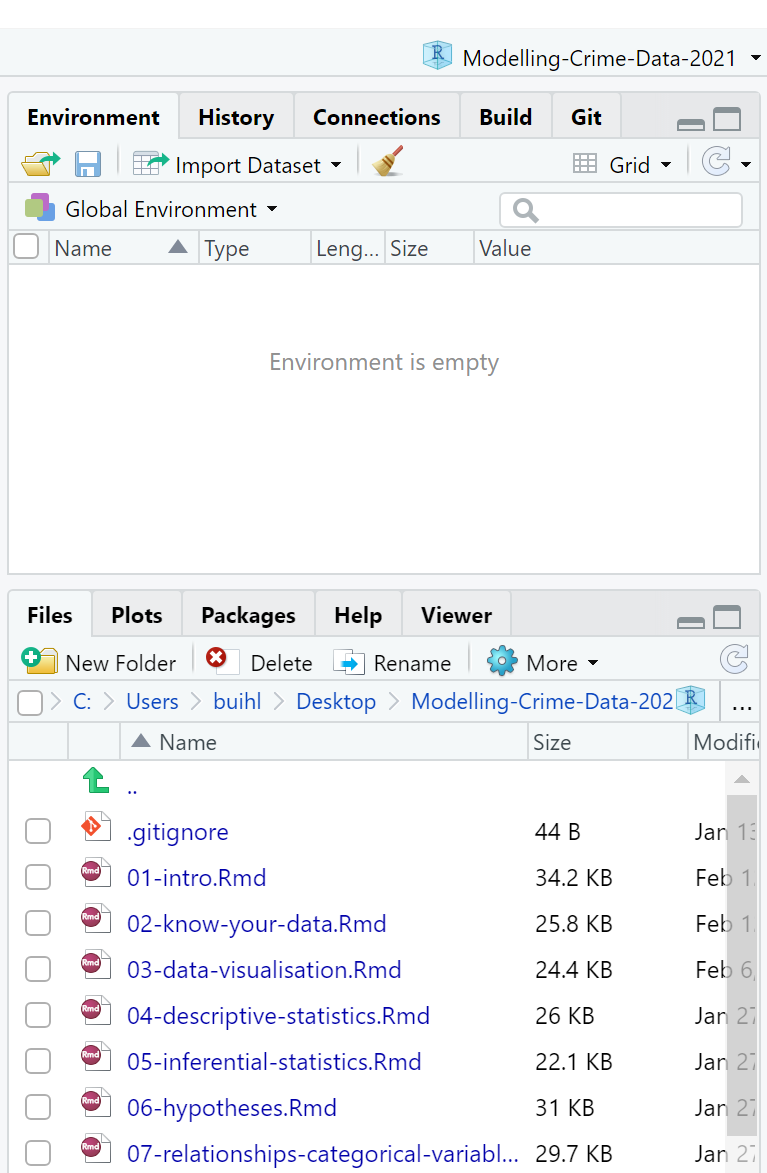 Modelling-Crime-Data-2021
Environment History Connections Build Git
Import Dataset Grid
Global Environment
Name Type Leng... Size Value
Environment is empty
Files Plots Packages Help Viewer
New Folder Delete Rename More
C: Users buihl Desktop Modelling-Crime-Data-202 ...
Name Size Modifi
..
.gitignore 44 B Jan 13
01-intro.Rmd 34.2 KB Feb 1
02-know-your-data.Rmd 25.8 KB Feb 1
03-data-visualisation.Rmd 24.4 KB Feb 6,
04-descriptive-statistics.Rmd 26 KB Jan 27
05-inferential-statistics.Rmd 22.1 KB Jan 27
06-hypotheses.Rmd 31 KB Jan 27
07-relationships-categorical-variabl... 29.7 KB Jan 27